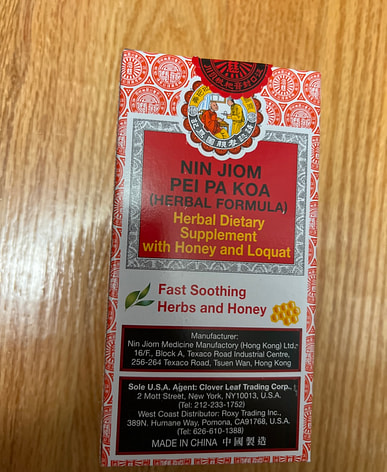 NIN JIOM
PEI PA KOA
(HERBAL FORMULA)
Herbal Dietary
Supplement
with Honey and Loquat
Fast Soothing
Herbs and Honey
Manufacturer:
Nin Jiom Medicine Manufactory (Hong Kong) Ltd.
16/F., Block A, Texaco Road Industrial Centre,
256-264 Texaco Road, Tsuen Wan, Hong Kong
Sole U.S.A. Agent: Clover Leaf Trading Corp.
2 Mott Street, New York, NY10013, U.S.A.
(Tel: 212-233-1752)
West Coast Distributor: Roxy Trading Inc.,
389N. Humane Way, Pomona, CA91768, U.S.A.
(Tel: 626-610-1388)
MADE IN CHINA 中國製造